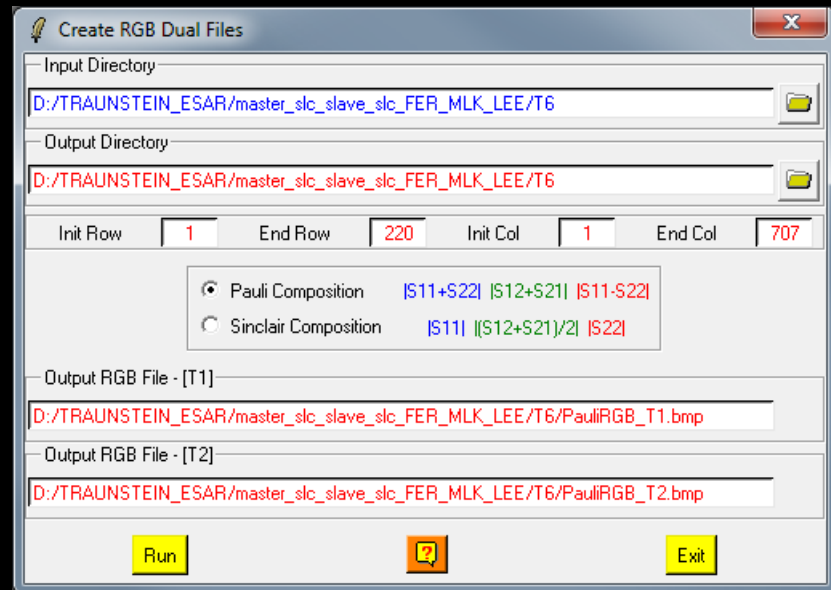 Create RGB Dual Files
Input Directory
D:/TRAUNSTEIN_ESAR/master_slc_slave_slc_FER_MLK_LEE/T6
Output Directory
D:/TRAUNSTEIN_ESAR/master_slc_slave_slc_FER_MLK_LEE/T6
Init Row 1 End Row 220 Init Col 1 End Col 707
Pauli Composition |S11+S22| |S12+S21| |S11-S22|
Sinclair Composition |S11| |(S12+S21)/2| |S22|
Output RGB File - [T1]
D:/TRAUNSTEIN_ESAR/master_slc_slave_slc_FER_MLK_LEE/T6/PauliRGB_T1.bmp
Output RGB File - [T2]
D:/TRAUNSTEIN_ESAR/master_slc_slave_slc_FER_MLK_LEE/T6/PauliRGB_T2.bmp
Run ? Exit